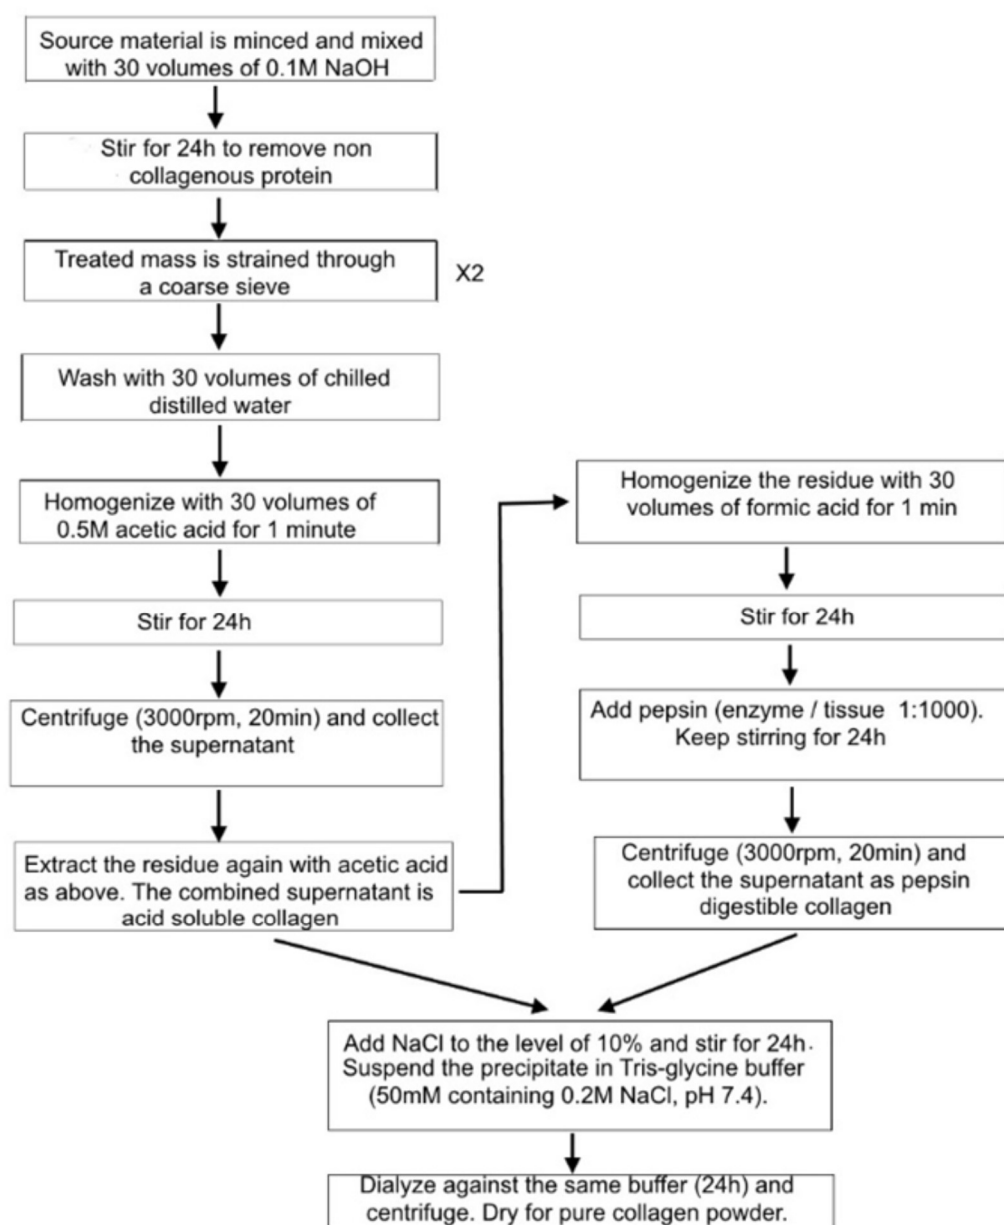 Source material is minced and mixed
with 30 volumes of 0.1M NaOH
Stir for 24h to remove non
collagenous protein
Treated mass is strained through
a coarse sieve
X2
Wash with 30 volumes of chilled
distilled water
Homogenize with 30 volumes of
0.5M acetic acid for 1 minute
Stir for 24h
Centrifuge (3000rpm, 20min) and collect
the supernatant
Extract the residue again with acetic acid
as above. The combined supernatant is
acid soluble collagen
Homogenize the residue with 30
volumes of formic acid for 1 min
Stir for 24h
Add pepsin (enzyme / tissue 1:1000).
Keep stirring for 24h
Centrifuge (3000rpm, 20min) and
collect the supernatant as pepsin
digestible collagen
Add NaCl to the level of 10% and stir for 24h.
Suspend the precipitate in Tris-glycine buffer
(50mM containing 0.2M NaCl, pH 7.4).
Dialyze against the same buffer (24h) and
centrifuge. Dry for pure collagen powder.